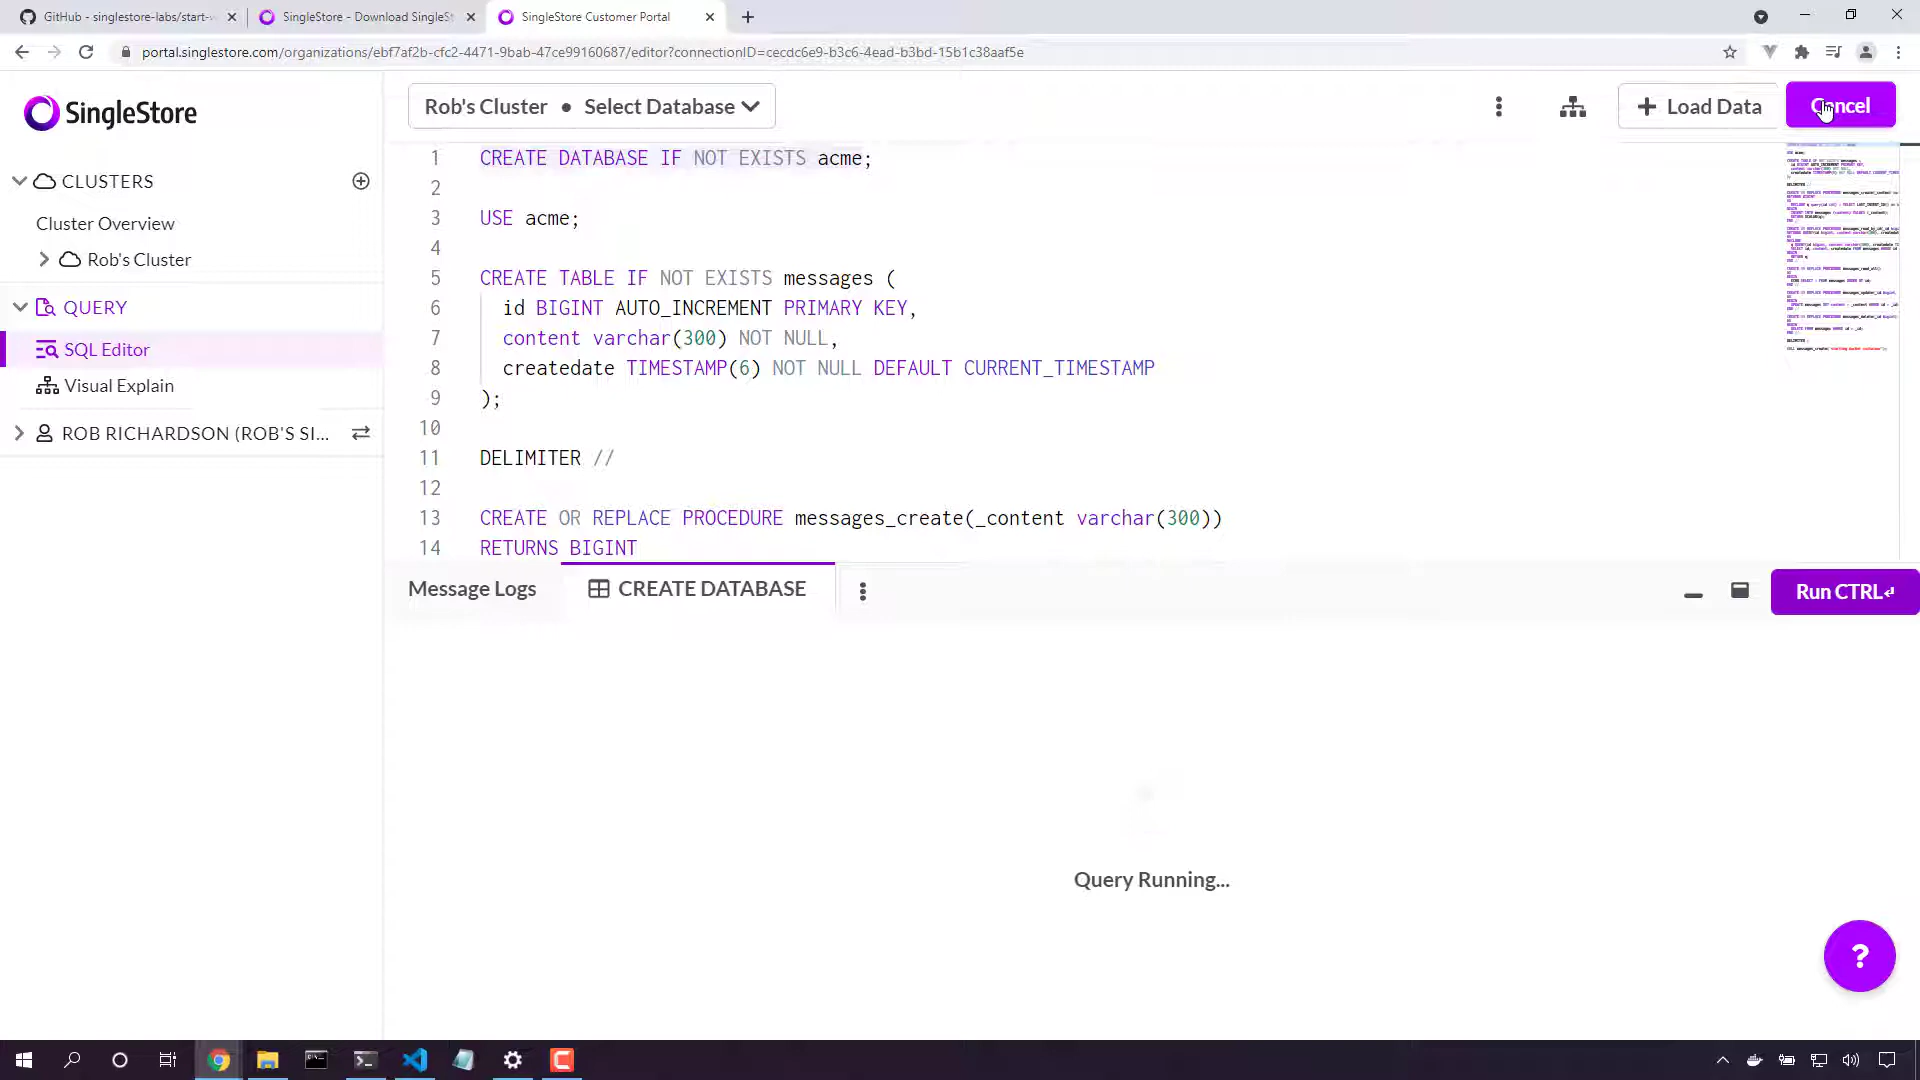 GitHub - singlestore-labs/start-
SingleStore - Download SingleSt
SingleStore Customer Portal
portal.singlestore.com/organizations/ebf7af2b-cfc2-4471-9bab-47ce99160687/editor?connectionID=cecdc6e9-b3c6-4ead-b3bd-15b1c38aaf5e
SingleStore
Rob's Cluster • Select Database
Load Data
Cancel
CLUSTERS
Cluster Overview
Rob's Cluster
QUERY
SQL Editor
Visual Explain
ROB RICHARDSON (ROB'S SI...
1 CREATE DATABASE IF NOT EXISTS acme;
2
3 USE acme;
4
5 CREATE TABLE IF NOT EXISTS messages (
6 id BIGINT AUTO_INCREMENT PRIMARY KEY,
7 content varchar(300) NOT NULL,
8 createdate TIMESTAMP(6) NOT NULL DEFAULT CURRENT_TIMESTAMP
9 );
10
11 DELIMITER //
12
13 CREATE OR REPLACE PROCEDURE messages_create(_content varchar(300))
14 RETURNS BIGINT
Message Logs
CREATE DATABASE
Run CTRL↵
Query Running...
?